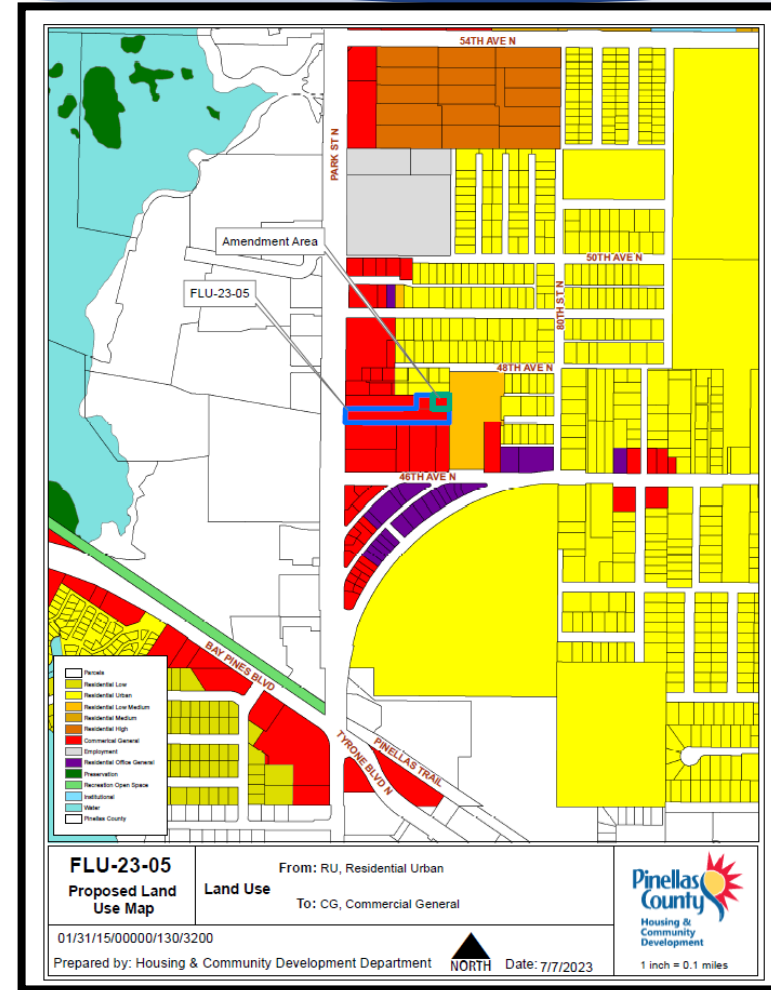 54TH AVE N
PARK ST N
Amendment Area
50TH AVE N
FLU-23-05
80TH ST N
48TH AVE N
46TH AVE N
BAY PINES BLVD
TYRONE BLVD N
PINELLAS TRAIL
Parcels
Residential Low
Residential Urban
Residential Low Medium
Residential Medium
Residential High
Commerical General
Employment
Residential Office General
Preservation
Recreation Open Space
Institutional
Water
Pinellas County
FLU-23-05
Proposed Land
Use Map
Land Use
From: RU, Residential Urban
To: CG, Commercial General
01/31/15/00000/130/3200
Prepared by: Housing & Community Development Department
NORTH
Date: 7/7/2023
Pinellas
County
Housing &
Community
Development
1 inch = 0.1 miles